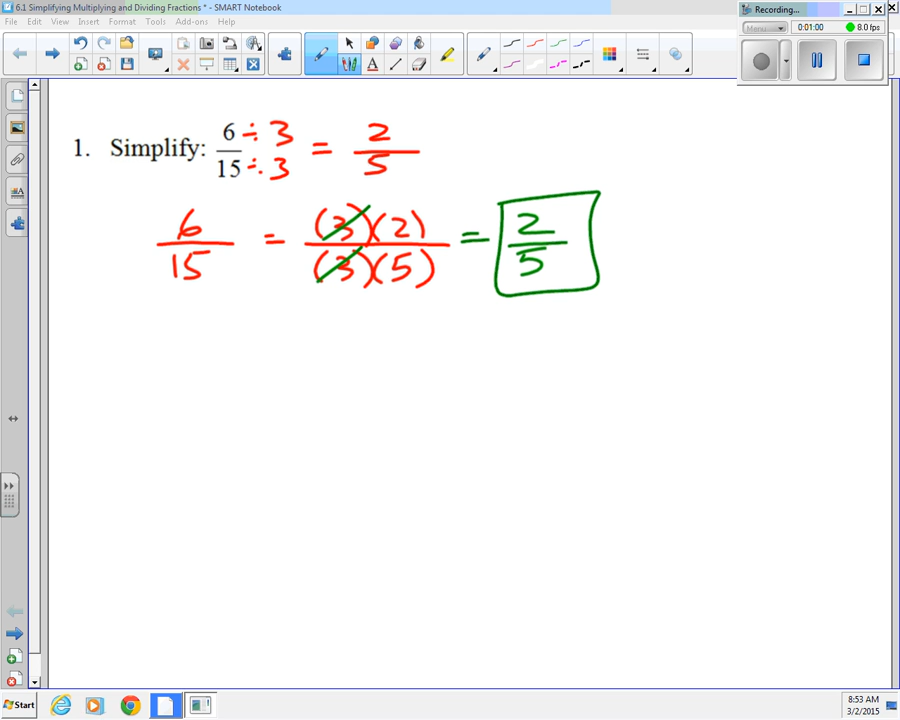 6.1 Simplifying Multiplying and Dividing Fractions * - SMART Notebook
File Edit View Insert Format Tools Add-ons Help
Recording...
Menu 0:01:00 8.0 fps
1. Simplify: 6/15 ÷ 3 / ÷ 3 = 2/5
6/15 = (3)(2)/(3)(5) = 2/5
Start
8:53 AM
3/2/2015